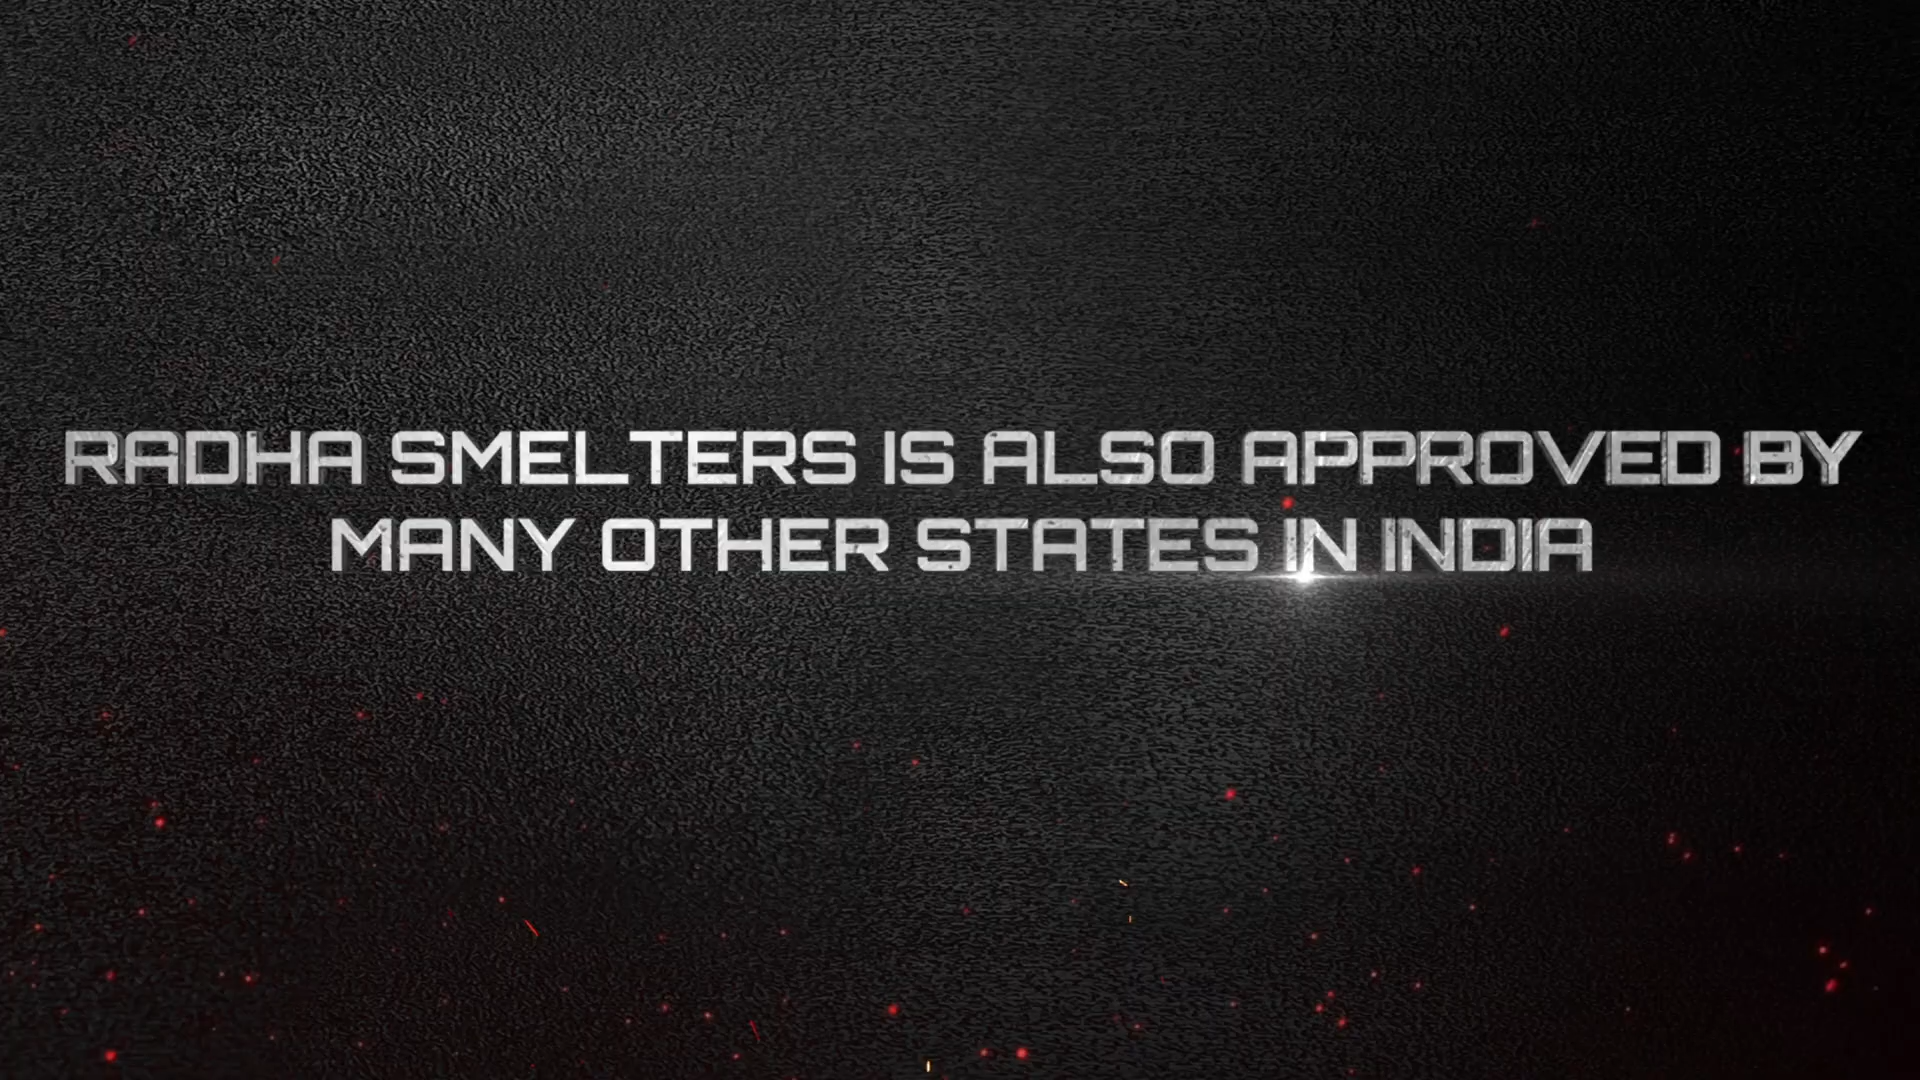 RADHA SMELTERS IS ALSO APPROVED BY
MANY OTHER STATES IN INDIA